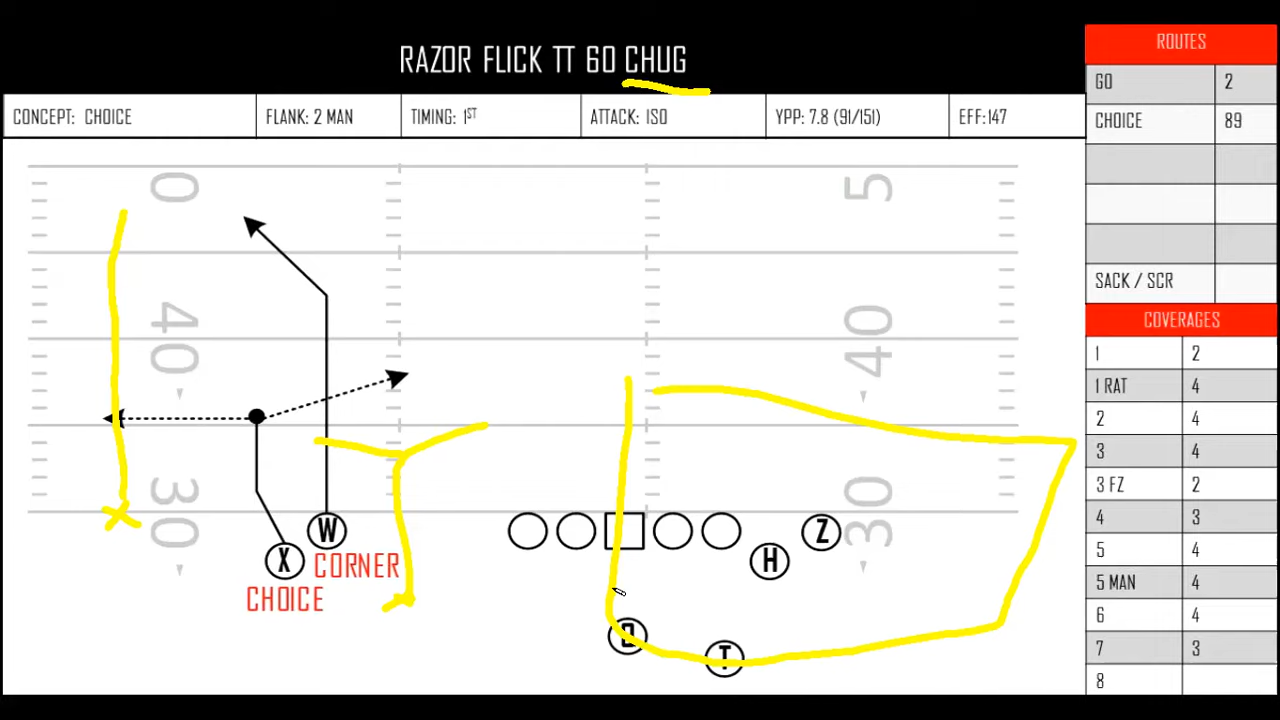 RAZOR FLICK TT 60 CHUG
CONCEPT: CHOICE
FLANK: 2 MAN
TIMING: 1ST
ATTACK: ISO
YPP: 7.8 (91/151)
EFF:147
ROUTES
GO 2
CHOICE 89
SACK / SCR
COVERAGES
1 2
1 RAT 4
2 4
3 4
3 FZ 2
4 3
5 4
5 MAN 4
6 4
7 3
8
0 5
40 40
30 30
W Z
X H
CORNER
CHOICE
Q
T